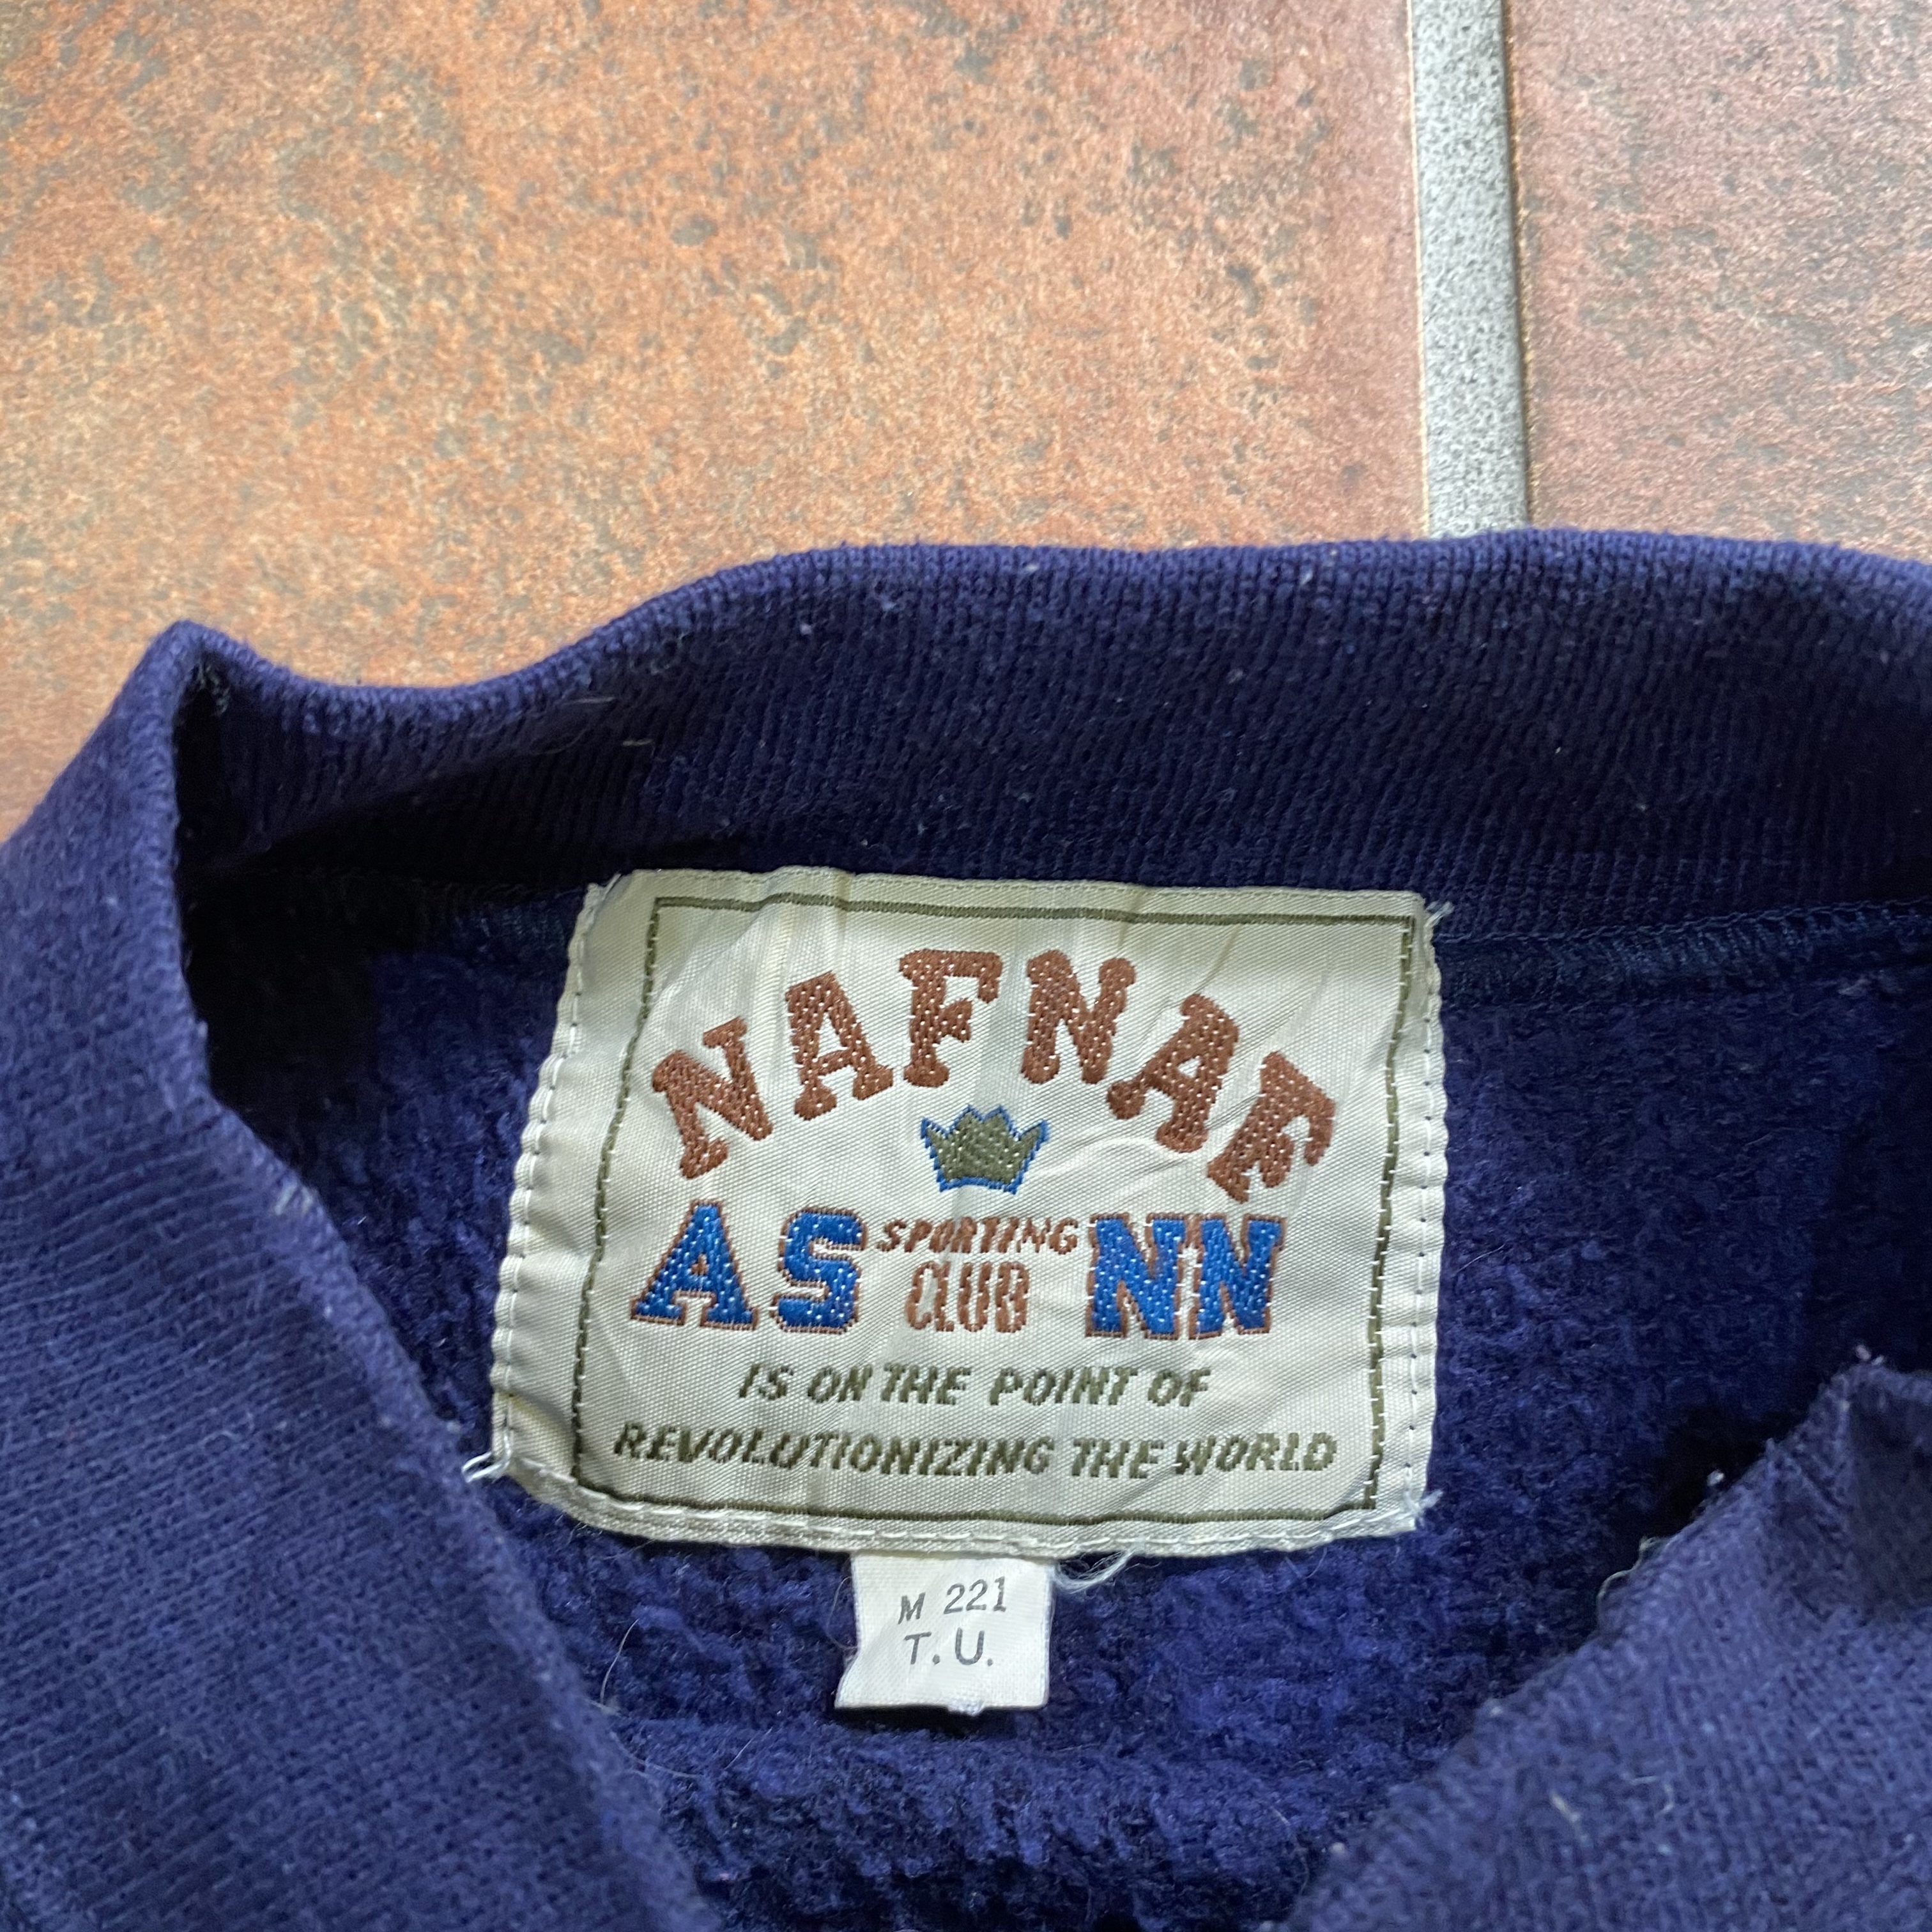 NAFNAF
AS SPORTING CLUB NN
IS ON THE POINT OF
REVOLUTIONIZING THE WORLD
M 221
T.U.